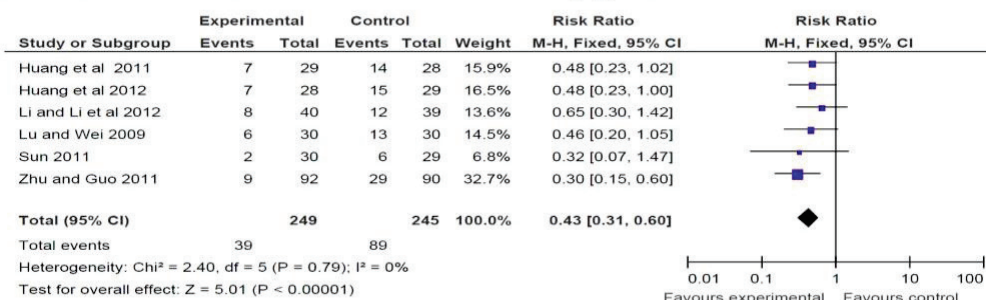 Experimental Control Risk Ratio Risk Ratio
Study or Subgroup Events Total Events Total Weight M-H, Fixed, 95% CI M-H, Fixed, 95% CI
Huang et al 2011 7 29 14 28 15.9% 0.48 [0.23, 1.02]
Huang et al 2012 7 28 15 29 16.5% 0.48 [0.23, 1.00]
Li and Li et al 2012 8 40 12 39 13.6% 0.65 [0.30, 1.42]
Lu and Wei 2009 6 30 13 30 14.5% 0.46 [0.20, 1.05]
Sun 2011 2 30 6 29 6.8% 0.32 [0.07, 1.47]
Zhu and Guo 2011 9 92 29 90 32.7% 0.30 [0.15, 0.60]
Total (95% CI) 249 245 100.0% 0.43 [0.31, 0.60]
Total events 39 89
Heterogeneity: Chi² = 2.40, df = 5 (P = 0.79); I² = 0%
Test for overall effect: Z = 5.01 (P < 0.00001)
0.01 0.1 1 10 100
Favours experimental Favours control